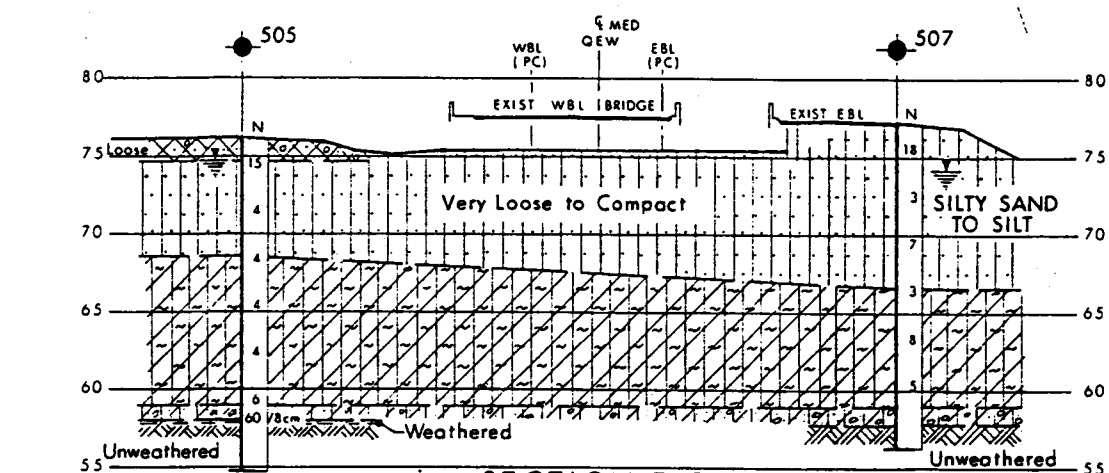 505
℄ MED
QEW
WBL
(PC)
EBL
(PC)
507
80
80
EXIST WBL BRIDGE
EXIST EBL
N
N
Loose
75
15
18
75
Very Loose to Compact
4
3
SILTY SAND
TO SILT
70
4
7
70
3
65
4
65
4
8
60
6
5
60
60/8cm
Weathered
Unweathered
Unweathered
55
55